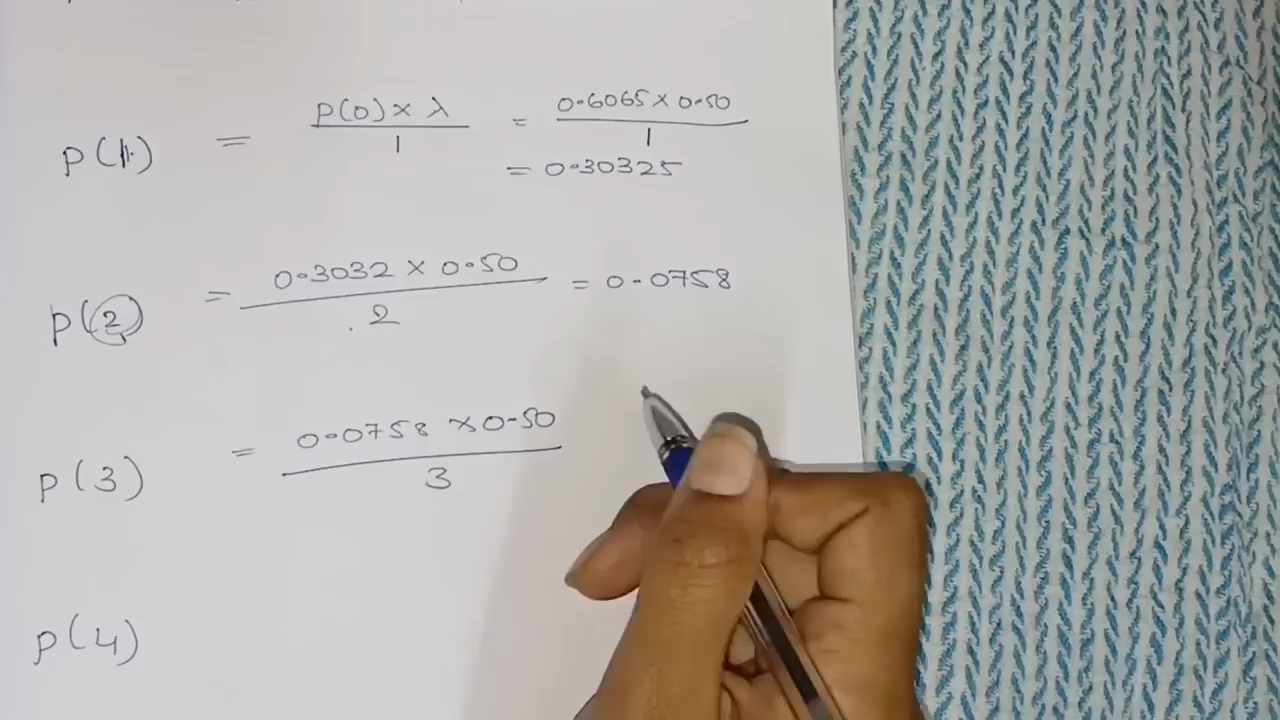 P(1) = P(0) × λ / 1 = 0.6065 × 0.50 / 1
= 0.30325
P(2) = 0.3032 × 0.50 / 2 = 0.0758
P(3) = 0.0758 × 0.50 / 3
P(4)